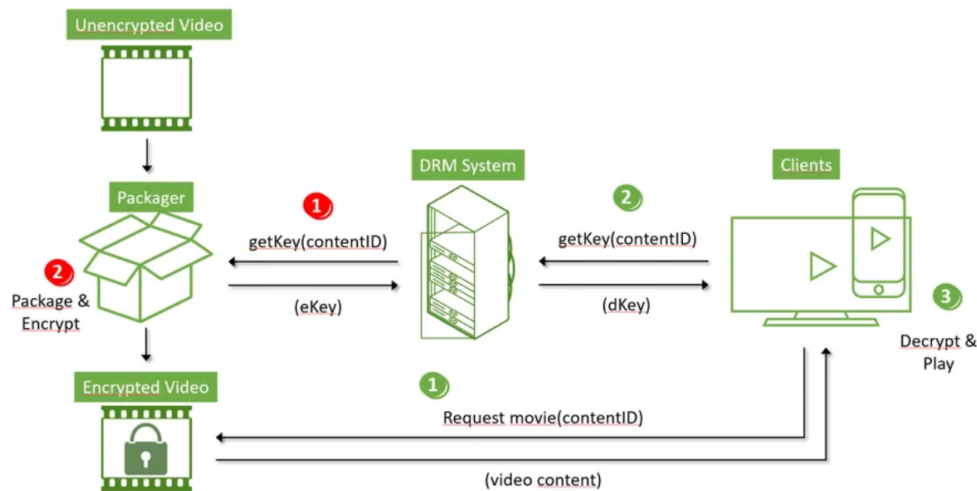 Unencrypted Video
DRM System
Clients
Packager
1
2
getKey(contentID)
getKey(contentID)
2
Package &
Encrypt
(eKey)
(dKey)
3
Decrypt &
Play
Encrypted Video
1
Request movie(contentID)
(video content)